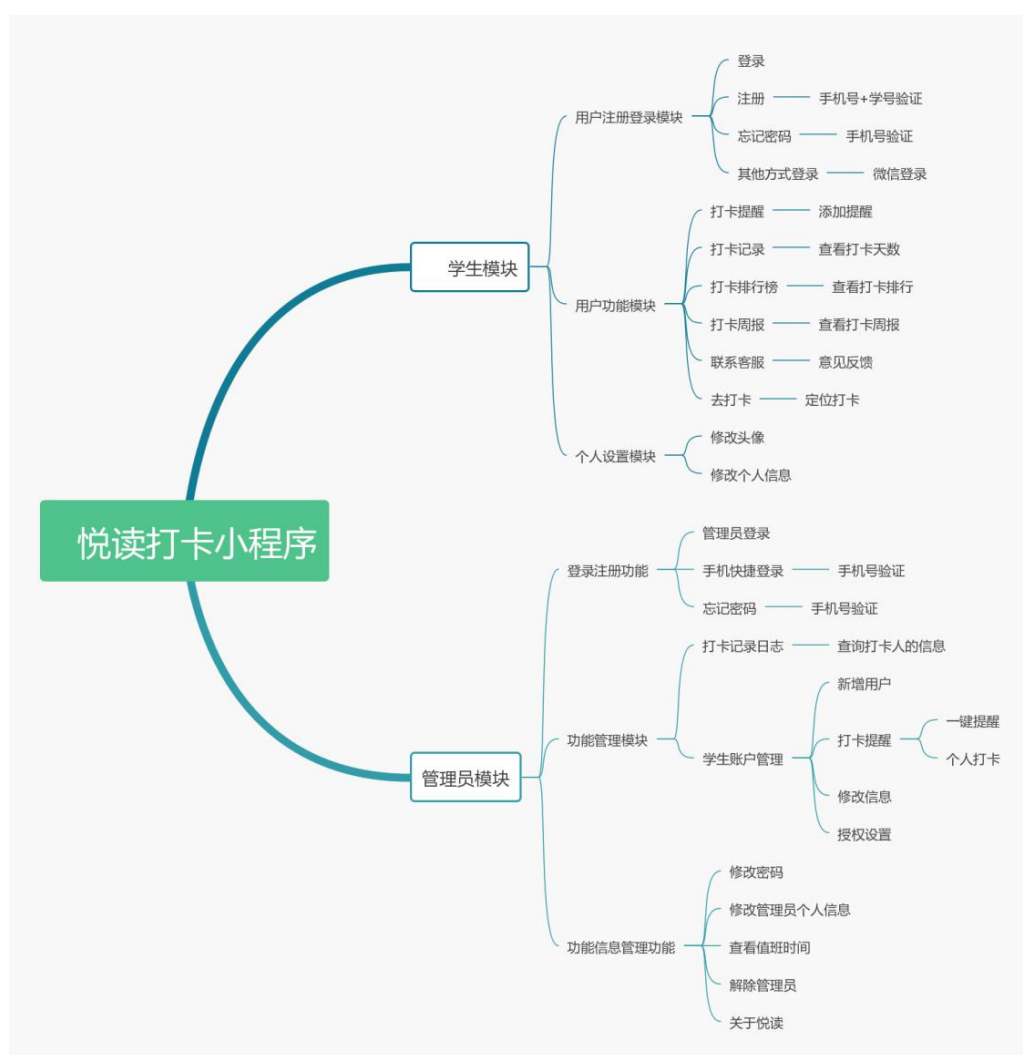 悦读打卡小程序
学生模块
用户注册登录模块
登录
注册
手机号+学号验证
忘记密码
手机号验证
其他方式登录
微信登录
用户功能模块
打卡提醒
添加提醒
打卡记录
查看打卡天数
打卡排行榜
查看打卡排行
打卡周报
查看打卡周报
联系客服
意见反馈
去打卡
定位打卡
个人设置模块
修改头像
修改个人信息
管理员模块
登录注册功能
管理员登录
手机快捷登录
手机号验证
忘记密码
手机号验证
功能管理模块
打卡记录日志
查询打卡人的信息
学生账户管理
新增用户
打卡提醒
一键提醒
个人打卡
修改信息
授权设置
功能信息管理功能
修改密码
修改管理员个人信息
查看值班时间
解除管理员
关于悦读